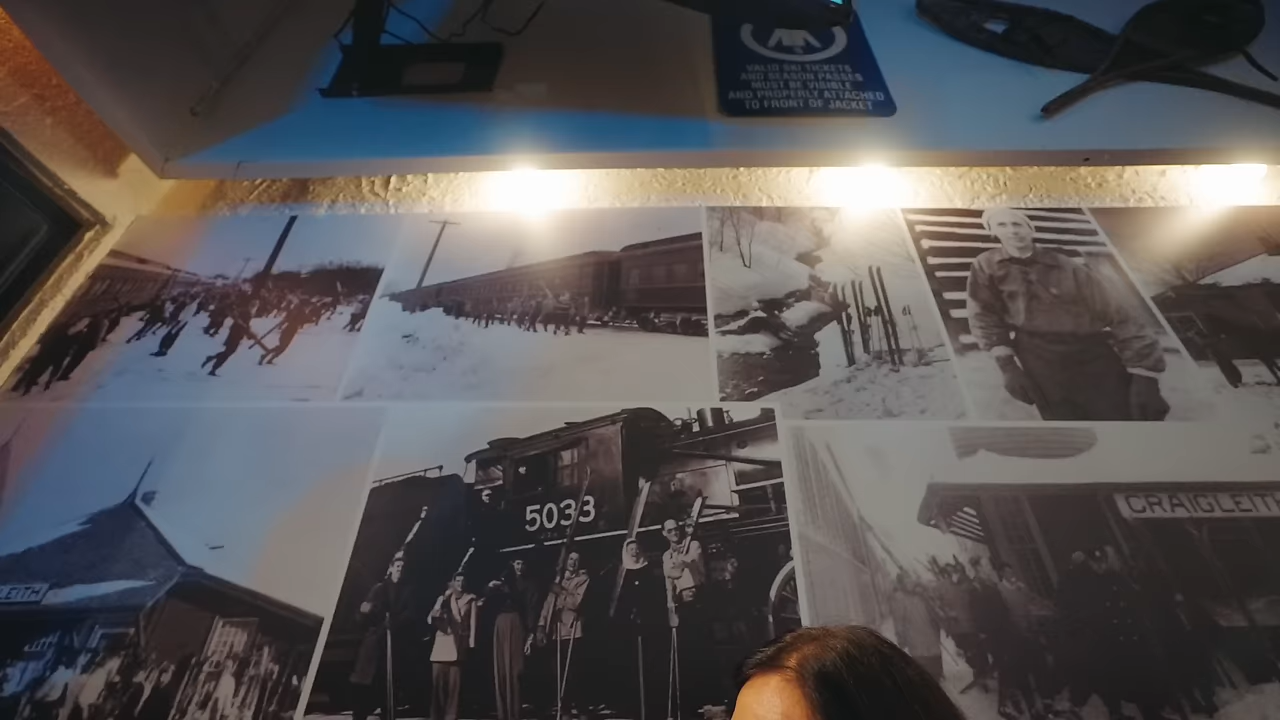 VALID SKI TICKETS
AND SEASON PASSES
MUST BE VISIBLE
AND PROPERLY ATTACHED
TO FRONT OF JACKET
5033
CRAIGLEITH
LEITH